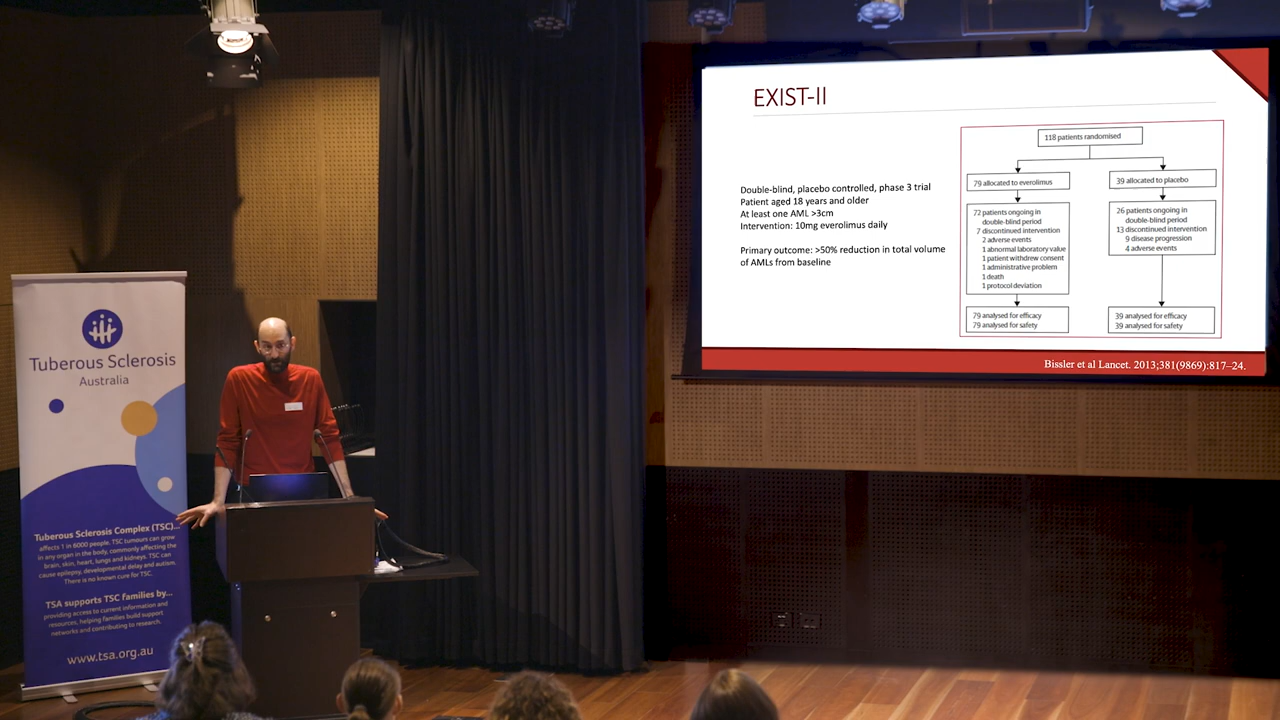 EXIST-II
Double-blind, placebo controlled, phase 3 trial
Patient aged 18 years and older
At least one AML >3cm
Intervention: 10mg everolimus daily
Primary outcome: >50% reduction in total volume
of AMLs from baseline
118 patients randomised
79 allocated to everolimus
39 allocated to placebo
72 patients ongoing in
double-blind period
7 discontinued intervention
2 adverse events
1 abnormal laboratory value
1 patient withdrew consent
1 administrative problem
1 death
1 protocol deviation
26 patients ongoing in
double-blind period
13 discontinued intervention
9 disease progression
4 adverse events
79 analysed for efficacy
79 analysed for safety
39 analysed for efficacy
39 analysed for safety
Bissler et al Lancet. 2013;381(9869):817–24.
Tuberous Sclerosis
Australia
Tuberous Sclerosis Complex (TSC)...
affects 1 in 6000 people. TSC tumours can grow
in any organ in the body, commonly affecting the
brain, skin, heart, lungs and kidneys. TSC can
cause epilepsy, developmental delay and autism.
There is no known cure for TSC.
TSA supports TSC families by...
providing access to current information and
resources, helping families build support
networks and contributing to research.
www.tsa.org.au